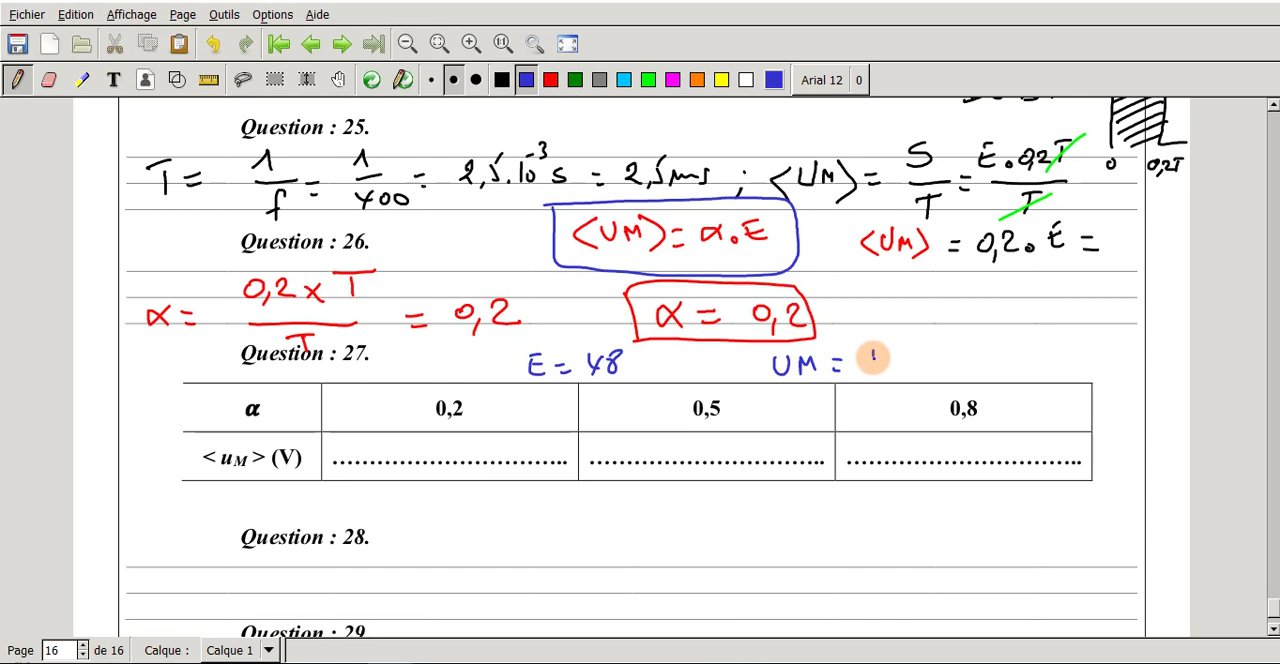 Fichier Edition Affichage Page Outils Options Aide
T Arial 12 0
Question : 25.
0 0,2T
T = 1/f = 1/400 = 2,5.10⁻³ s = 2,5 ms ; <UM> = S/T = E.0,2T/T
<UM> = α.E
<UM> = 0,2.E =
Question : 26.
α = 0,2 x T/T = 0,2
α = 0,2
Question : 27.
E = 48 UM =
α 0,2 0,5 0,8
< uM > (V) ………………………….. ………………………….. …………………………..
Question : 28.
Question : 29
Page 16 de 16 Calque : Calque 1